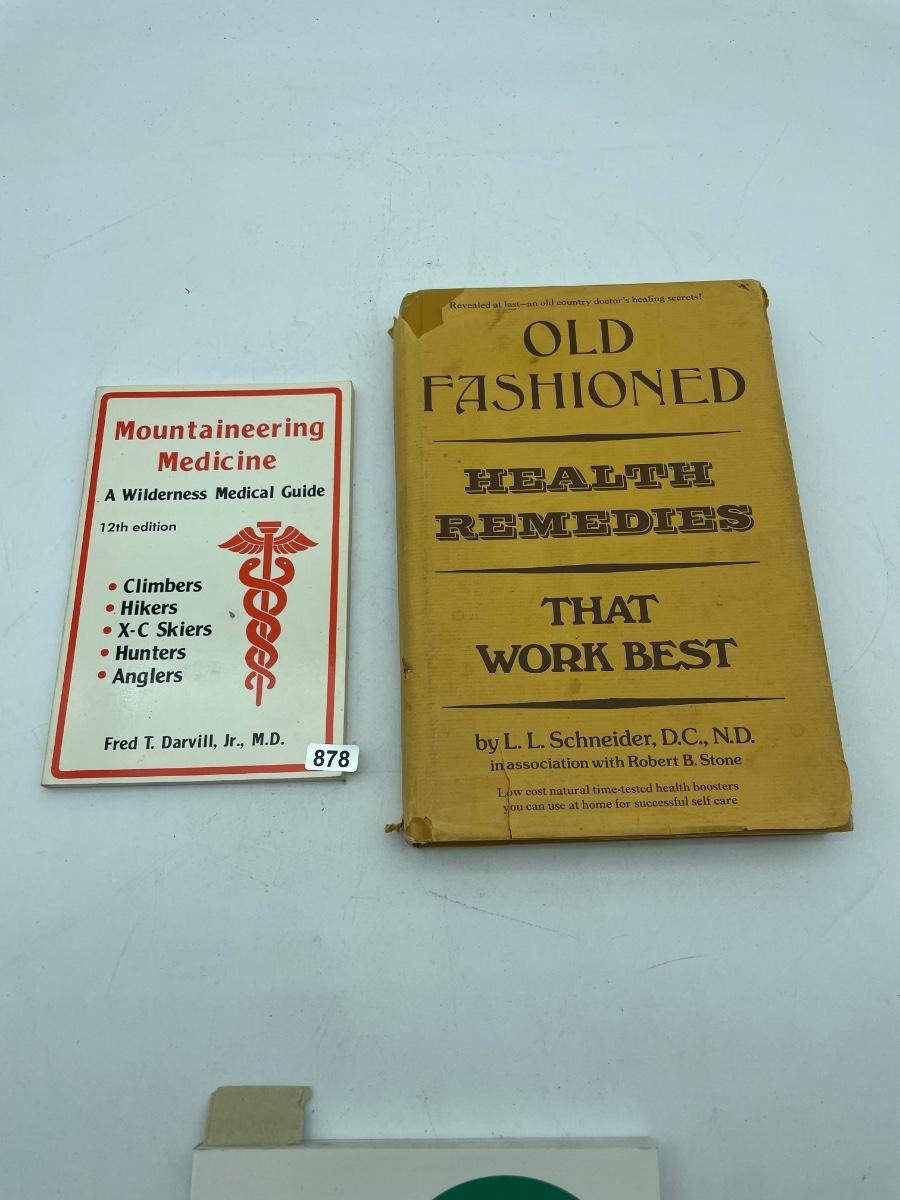 Mountaineering
Medicine
A Wilderness Medical Guide
12th edition
• Climbers
• Hikers
• X-C Skiers
• Hunters
• Anglers
Fred T. Darvill, Jr., M.D.
878
Revealed at last—an old country doctor's healing secrets!
OLD
FASHIONED
HEALTH
REMEDIES
THAT
WORK BEST
by L. L. Schneider, D.C., N.D.
in association with Robert B. Stone
Low cost natural time-tested health boosters
you can use at home for successful self care